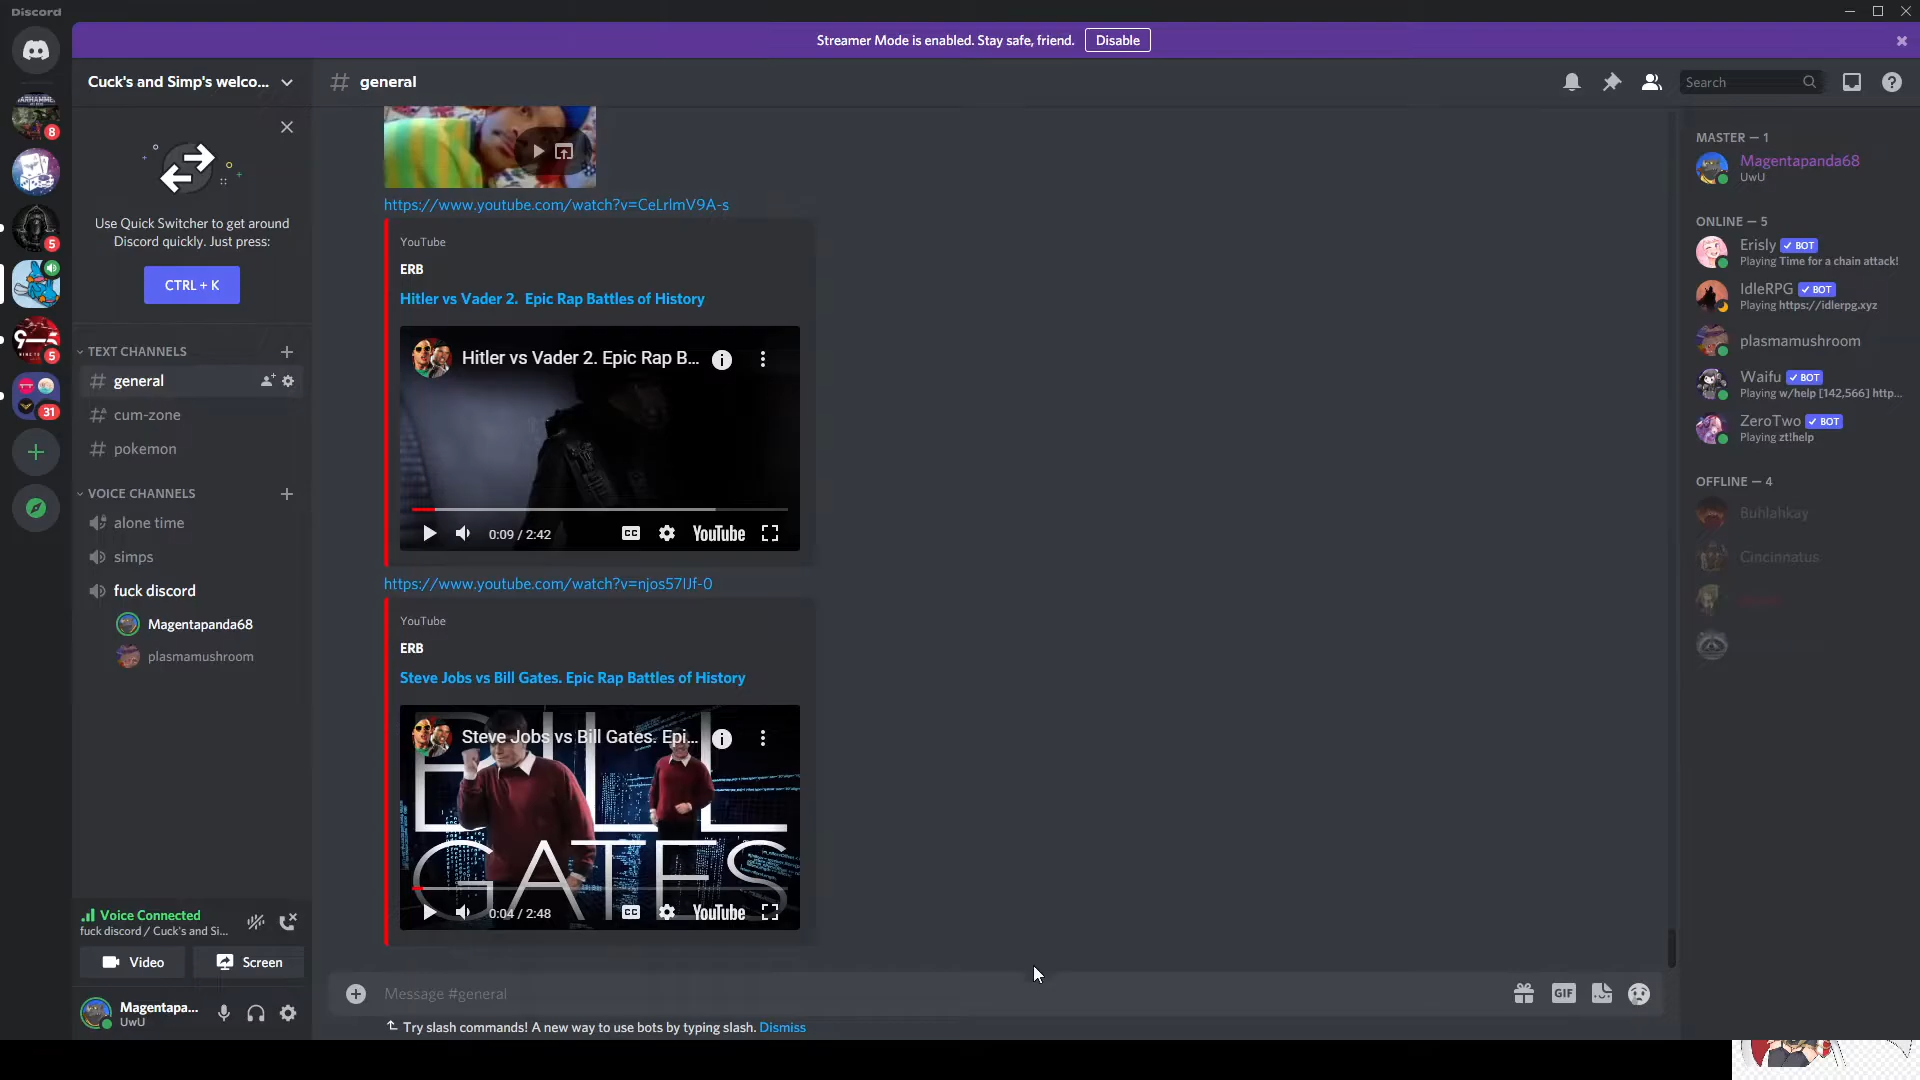 Discord
Streamer Mode is enabled. Stay safe, friend.
Disable
Cuck's and Simp's welco...
general
Search
8
5
5
31
Use Quick Switcher to get around
Discord quickly. Just press:
CTRL + K
TEXT CHANNELS
general
cum-zone
pokemon
VOICE CHANNELS
alone time
simps
fuck discord
Magentapanda68
plasmamushroom
Voice Connected
fuck discord / Cuck's and Si...
Video
Screen
Magentapa...
UwU
https://www.youtube.com/watch?v=CeLrlmV9A-s
YouTube
ERB
Hitler vs Vader 2. Epic Rap Battles of History
Hitler vs Vader 2. Epic Rap B...
0:09 / 2:42
CC
YouTube
https://www.youtube.com/watch?v=njos57IJf-0
YouTube
ERB
Steve Jobs vs Bill Gates. Epic Rap Battles of History
Steve Jobs vs Bill Gates. Epi...
BILL
GATES
0:04 / 2:48
CC
YouTube
Message #general
GIF
Try slash commands! A new way to use bots by typing slash. Dismiss
MASTER — 1
Magentapanda68
UwU
ONLINE — 5
Erisly BOT
Playing Time for a chain attack!
IdleRPG BOT
Playing https://idlerpg.xyz
plasmamushroom
Waifu BOT
Playing w/help [142,566] http...
ZeroTwo BOT
Playing zt!help
OFFLINE — 4
Buhlahkay
Cincinnatus